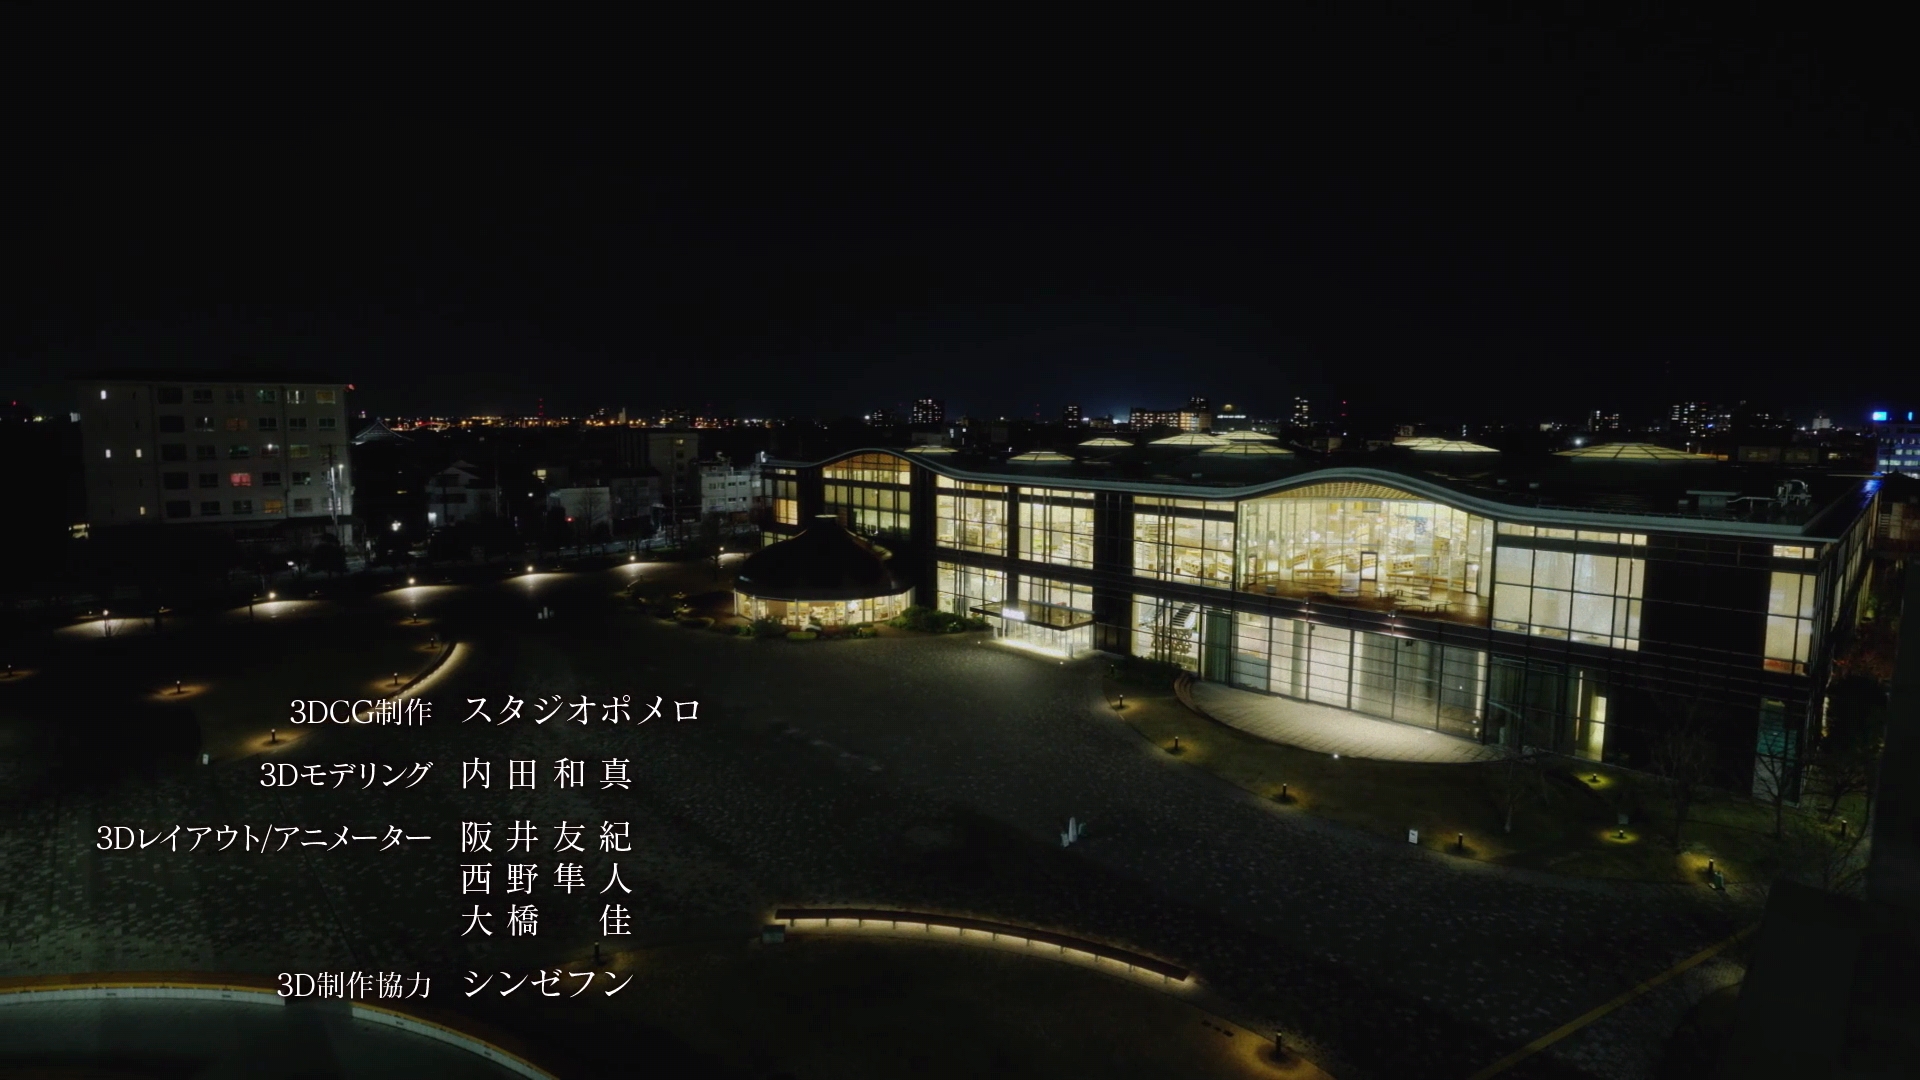 3DCG制作 スタジオポメロ
3Dモデリング 内田和真
3Dレイアウト/アニメーター 阪井友紀
西野隼人
大橋 佳
3D制作協力 シンゼフン